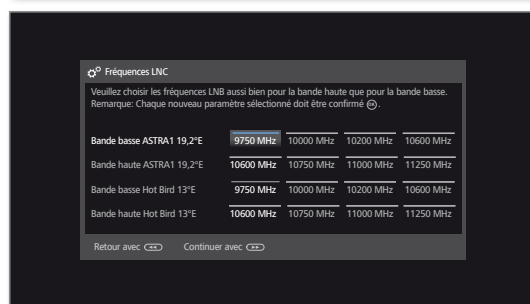 Fréquences LNC
Veuillez choisir les fréquences LNB aussi bien pour la bande haute que pour la bande basse.
Remarque: Chaque nouveau paramètre sélectionné doit être confirmé OK.
Bande basse ASTRA1 19,2°E 9750 MHz 10000 MHz 10200 MHz 10600 MHz
Bande haute ASTRA1 19,2°E 10600 MHz 10750 MHz 11000 MHz 11250 MHz
Bande basse Hot Bird 13°E 9750 MHz 10000 MHz 10200 MHz 10600 MHz
Bande haute Hot Bird 13°E 10600 MHz 10750 MHz 11000 MHz 11250 MHz
Retour avec Continuer avec